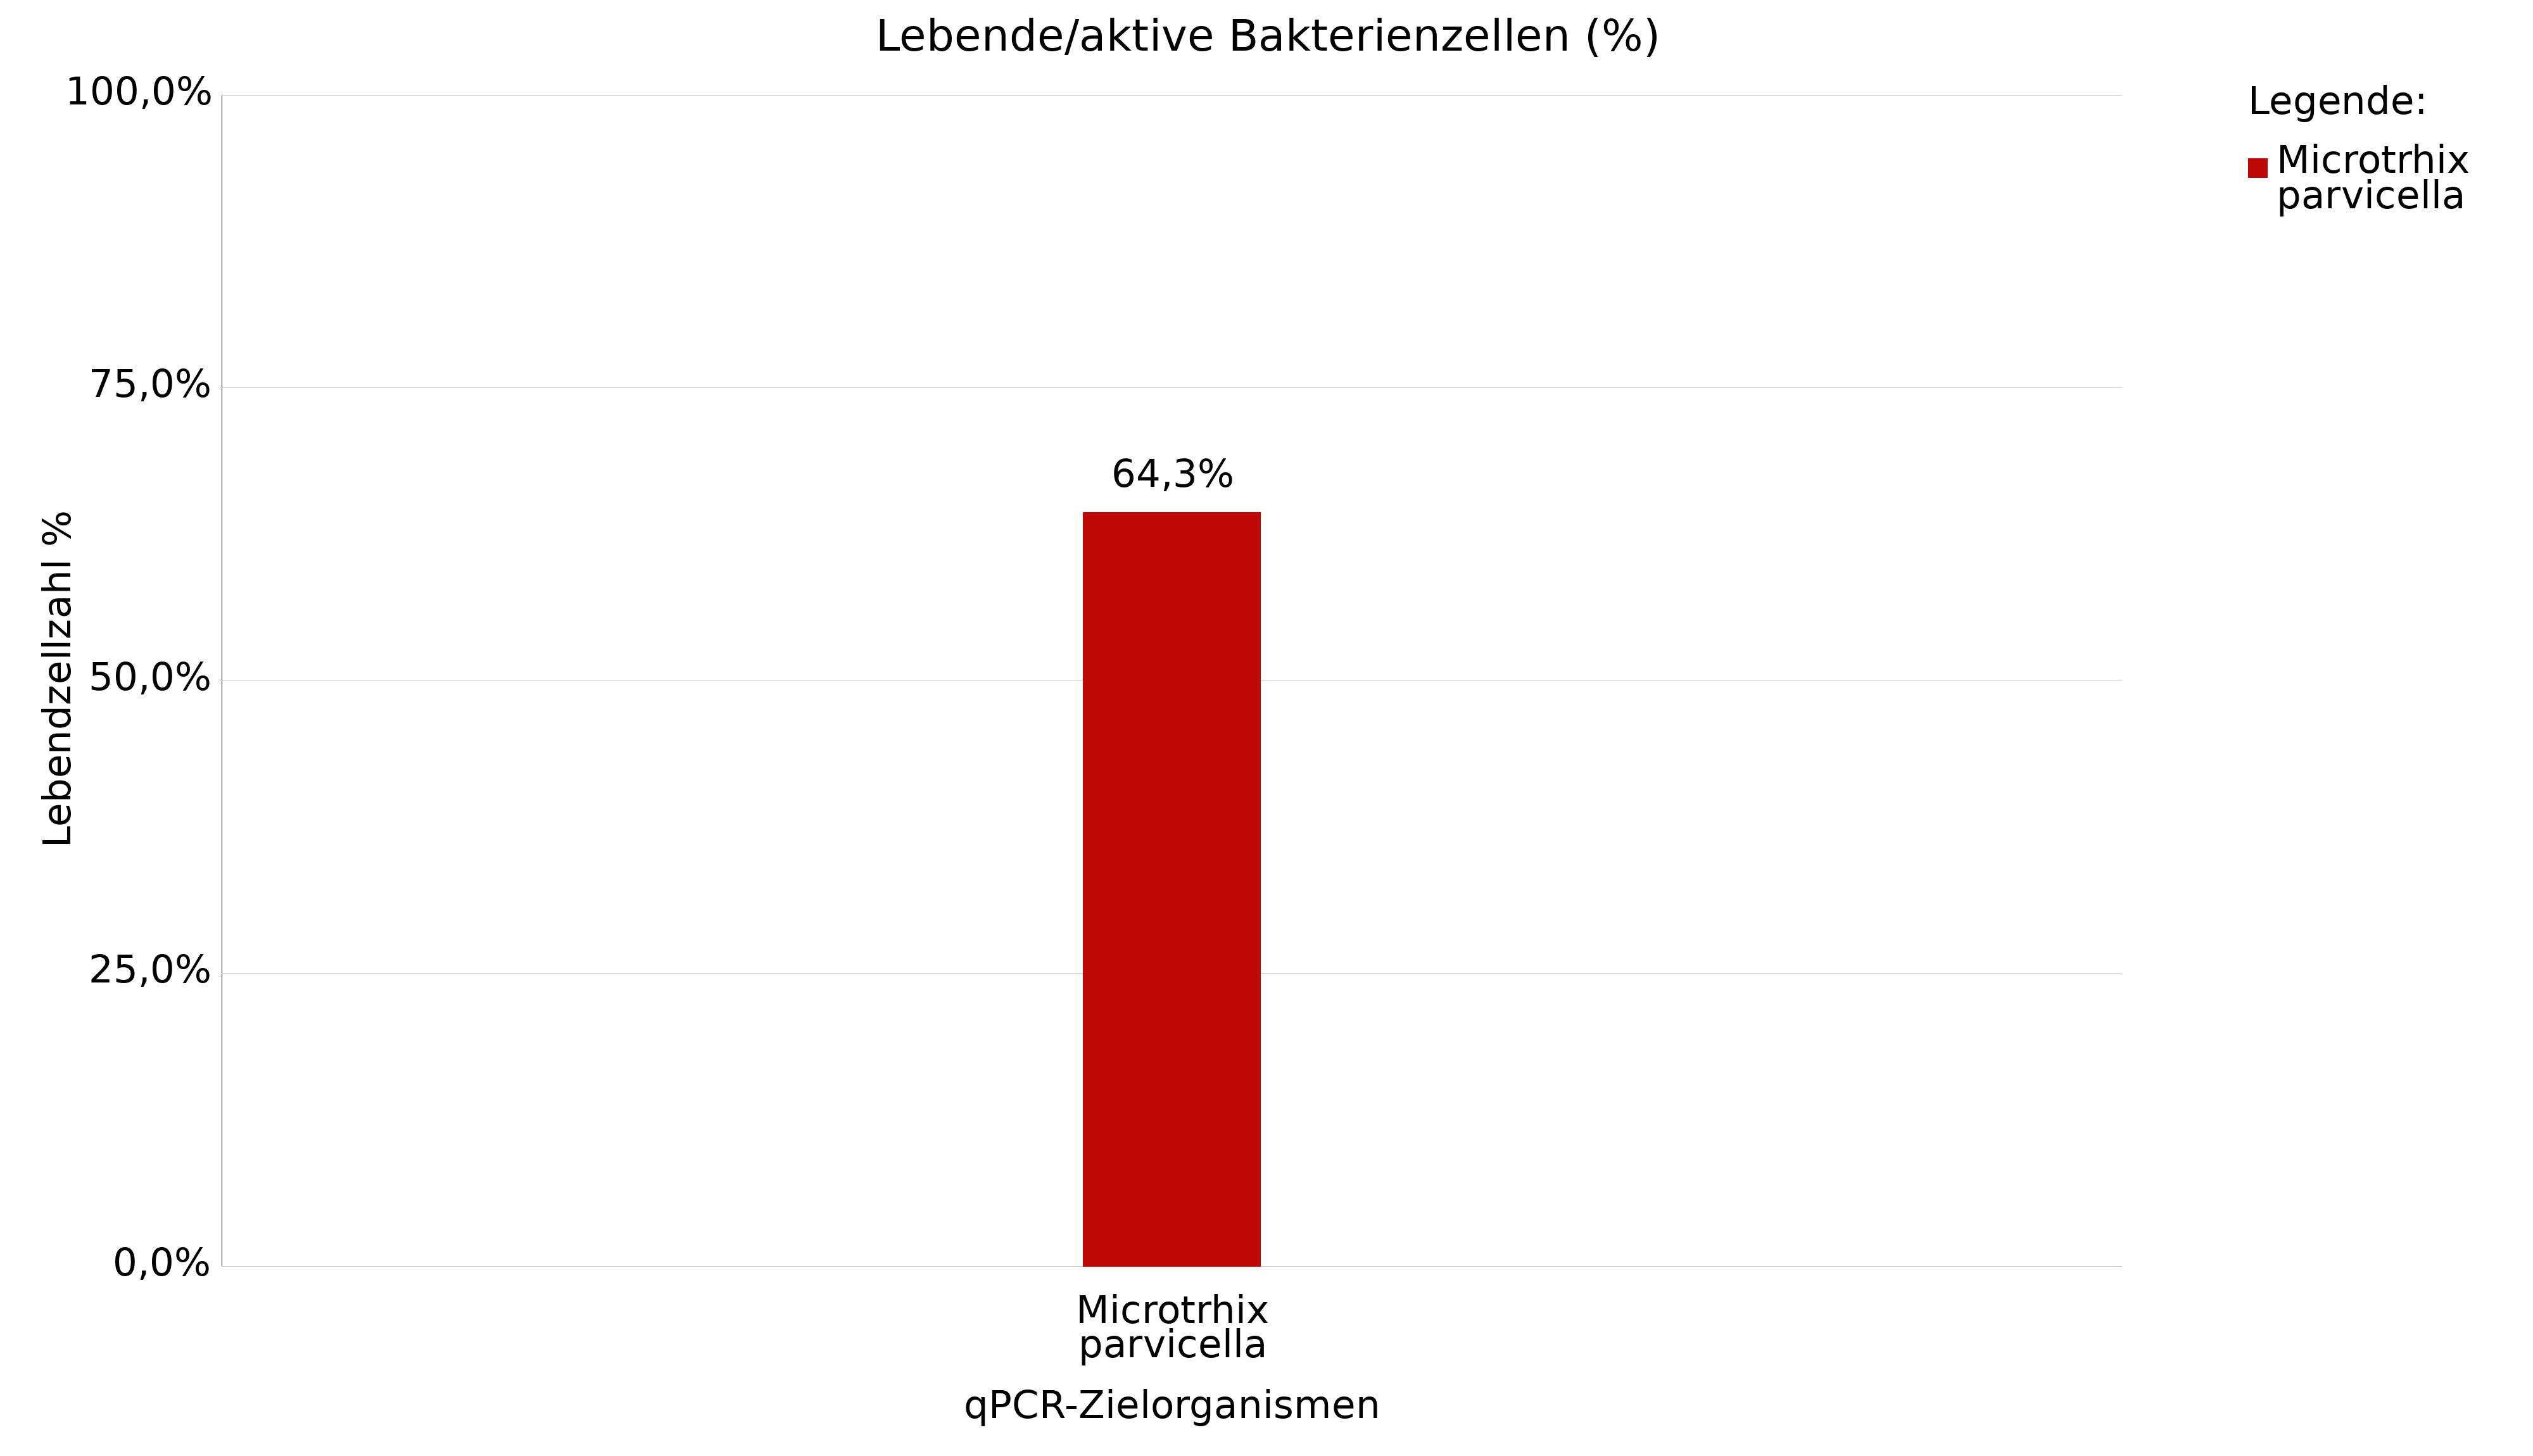 Lebende/aktive Bakterienzellen (%)
100,0%
75,0%
50,0%
25,0%
0,0%
Lebendzellzahl %
64,3%
Microtrhix
parvicella
qPCR-Zielorganismen
Legende:
Microtrhix
parvicella